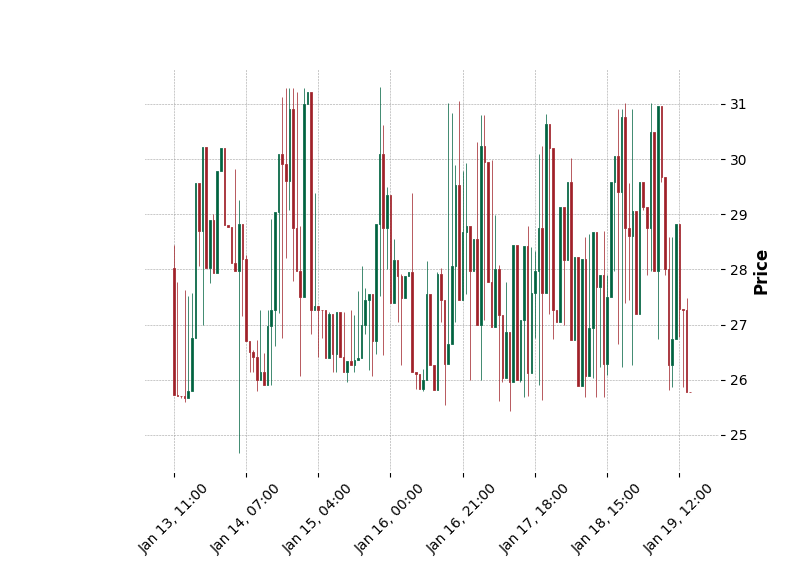 31
30
29
28
27
26
25
Price
Jan 13, 11:00
Jan 14, 07:00
Jan 15, 04:00
Jan 16, 00:00
Jan 16, 21:00
Jan 17, 18:00
Jan 18, 15:00
Jan 19, 12:00